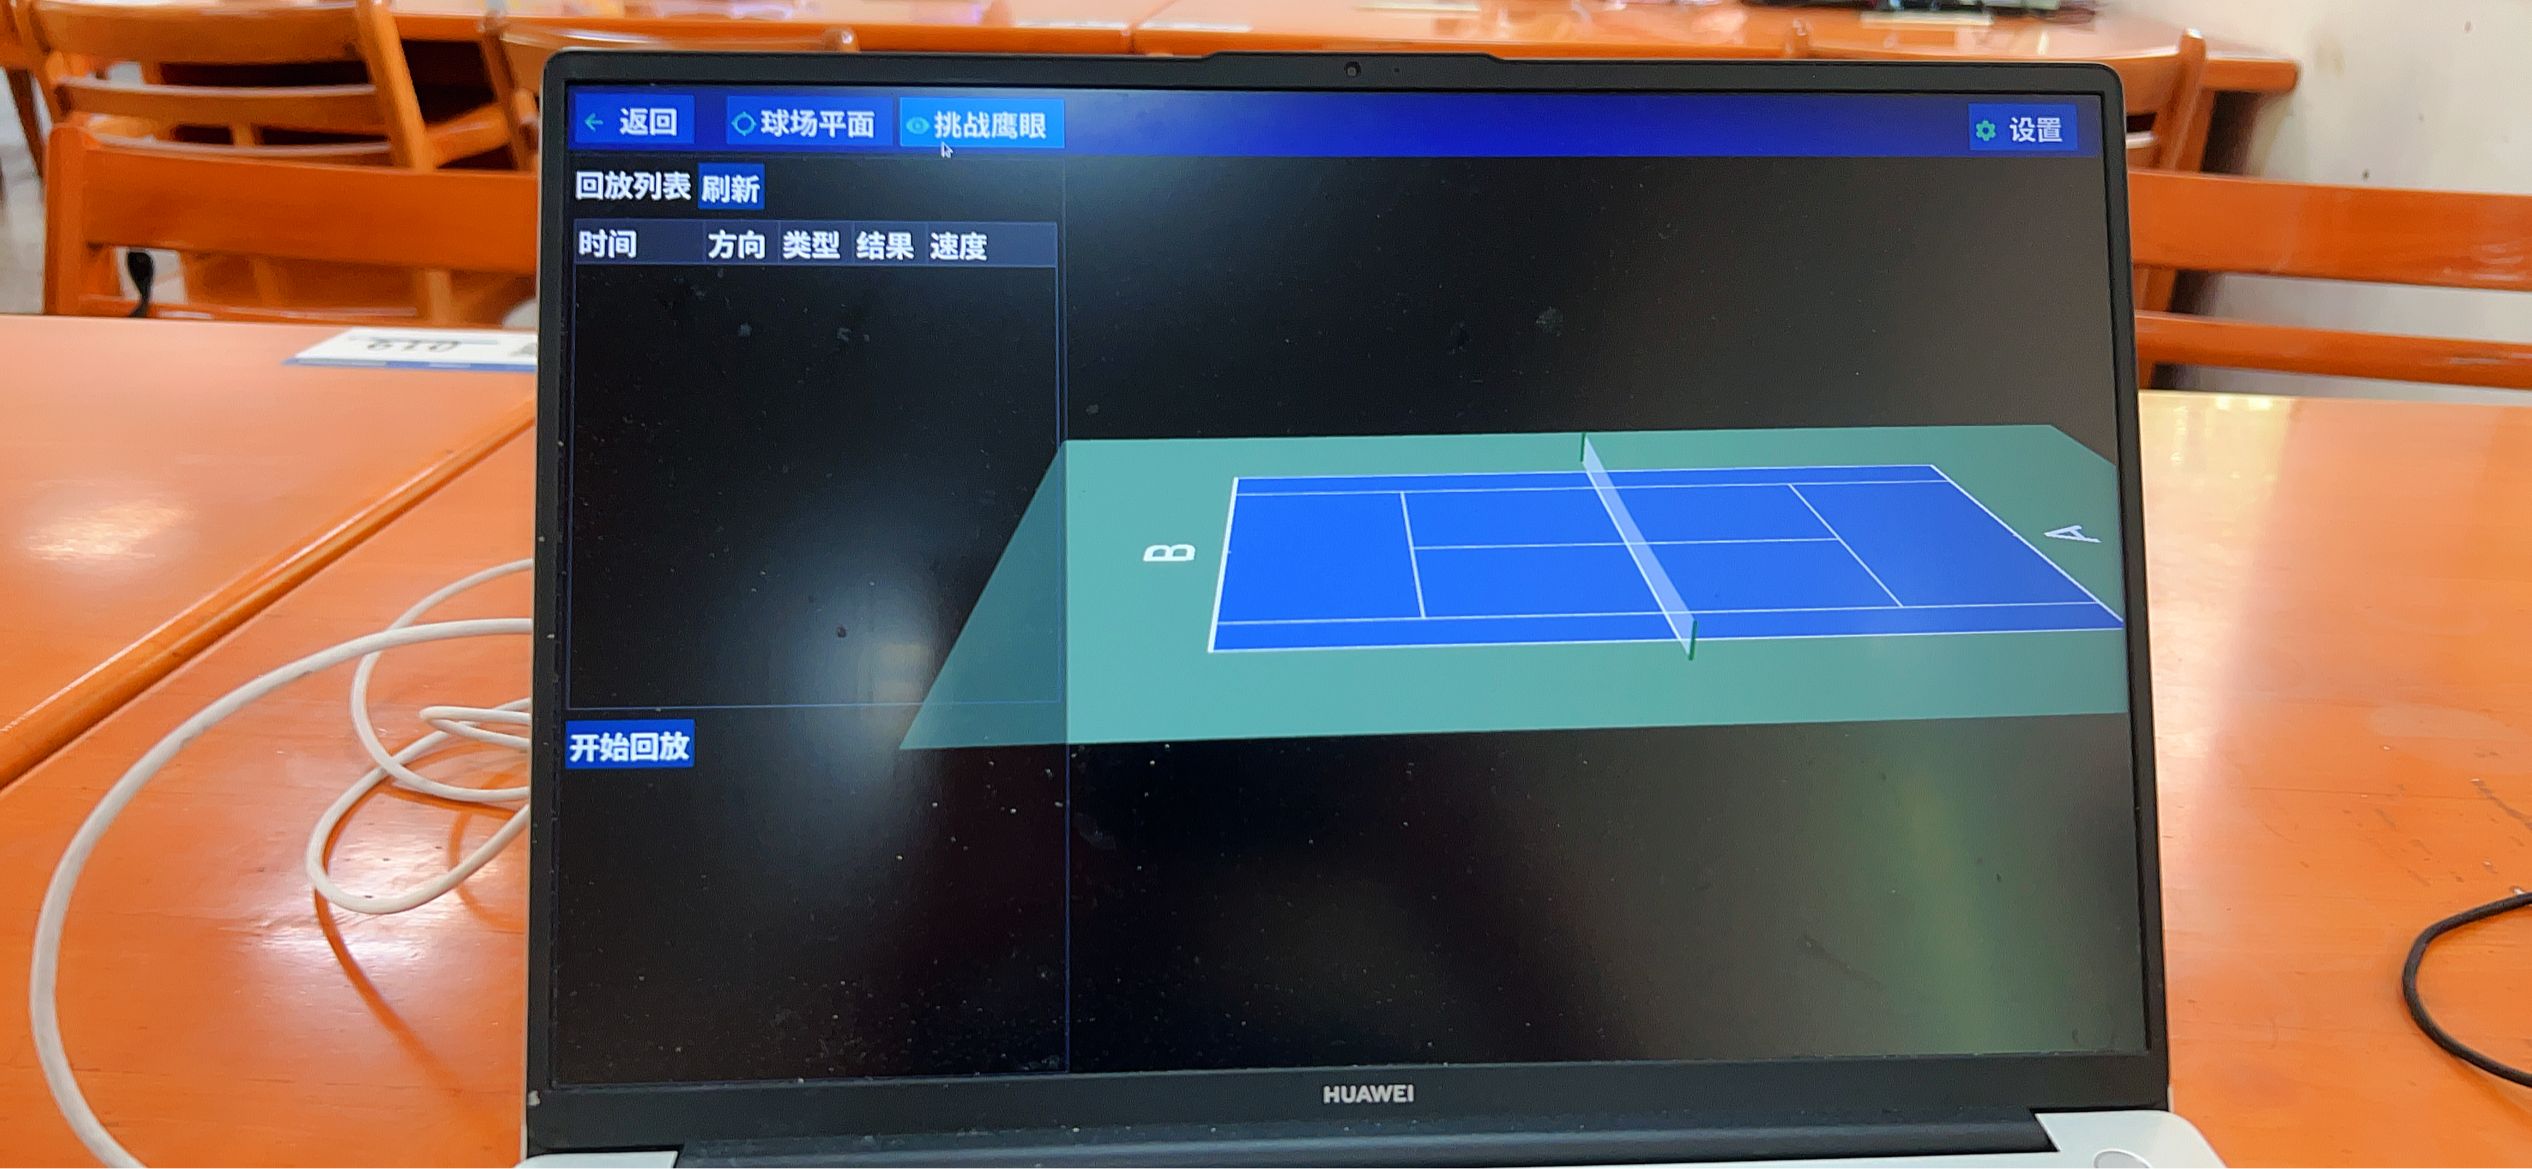 返回 球场平面 挑战鹰眼 设置
回放列表 刷新
时间 方向 类型 结果 速度
B
A
开始回放
HUAWEI